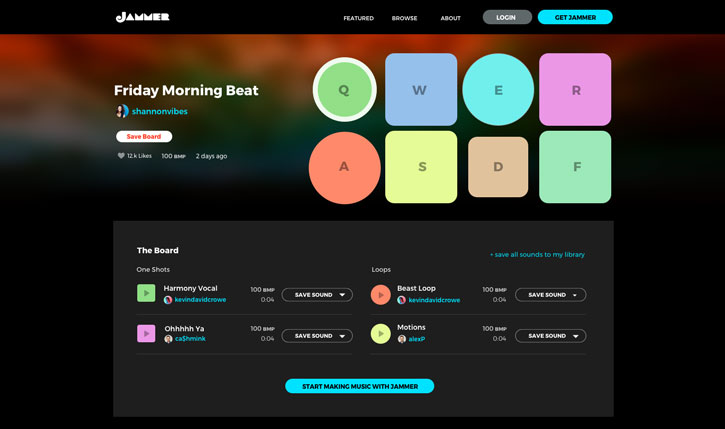 JAMMER
FEATURED BROWSE ABOUT LOGIN GET JAMMER
Friday Morning Beat
shannonvibes
Save Board
12.k Likes 100 BMP 2 days ago
Q W E R
A S D F
The Board
+ save all sounds to my library
One Shots
Harmony Vocal
kevindavidcrowe
100 BMP
0:04
SAVE SOUND
Ohhhhh Ya
ca$hmink
100 BMP
0:04
SAVE SOUND
Loops
Beast Loop
kevindavidcrowe
100 BMP
0:04
SAVE SOUND
Motions
alexP
100 BMP
0:04
SAVE SOUND
START MAKING MUSIC WITH JAMMER